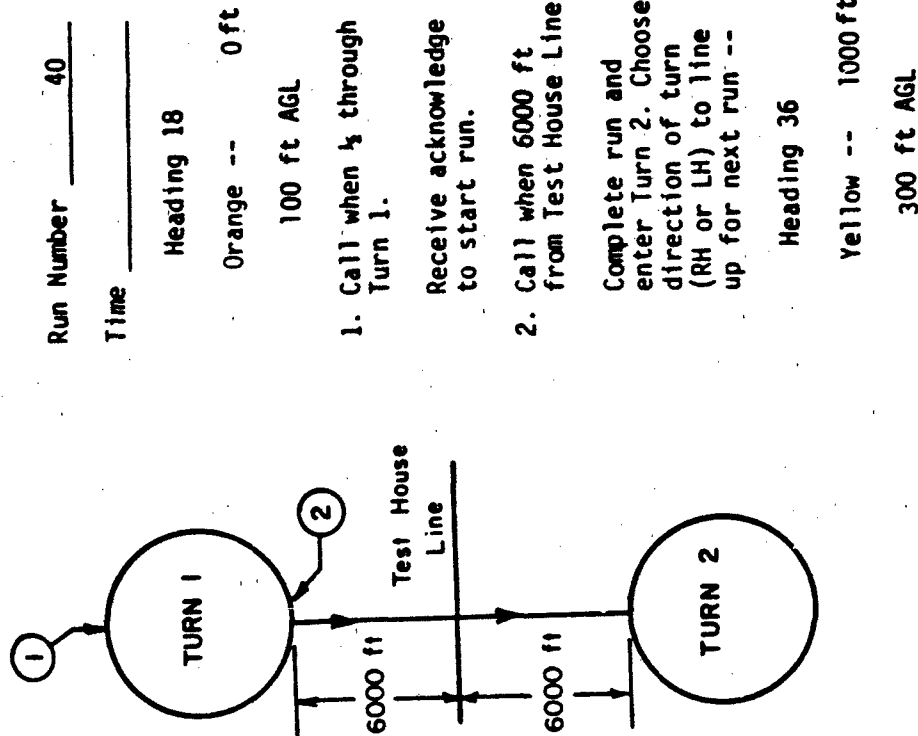 Run Number 40
Time
Heading 18
Orange -- 0 ft
100 ft AGL
1. Call when ½ through
Turn 1.
Receive acknowledge
to start run.
2. Call when 6000 ft
from Test House Line
Complete run and
enter Turn 2. Choose
direction of turn
(RH or LH) to line
up for next run --
Heading 36
Yellow -- 1000 ft
300 ft AGL
1
TURN 1
2
Test House
Line
6000 ft
6000 ft
TURN 2